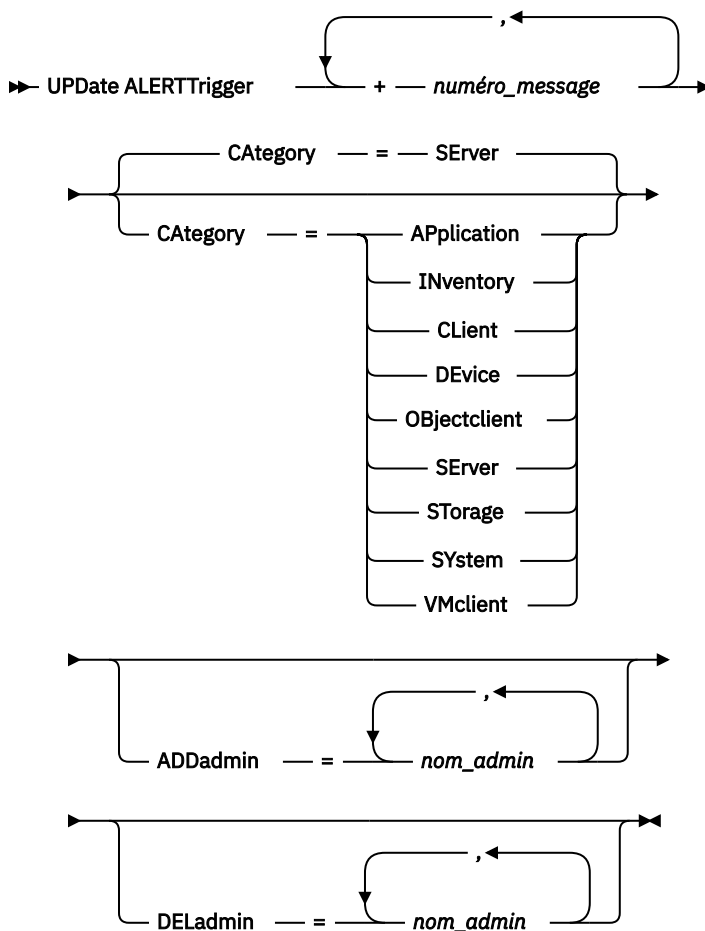 ,
UPDate ALERTTrigger + numéro_message
CAtegory = SErver
CAtegory = APplication
INventory
CLient
DEvice
OBjectclient
SErver
STorage
SYstem
VMclient
,
ADDadmin = nom_admin
,
DELadmin = nom_admin